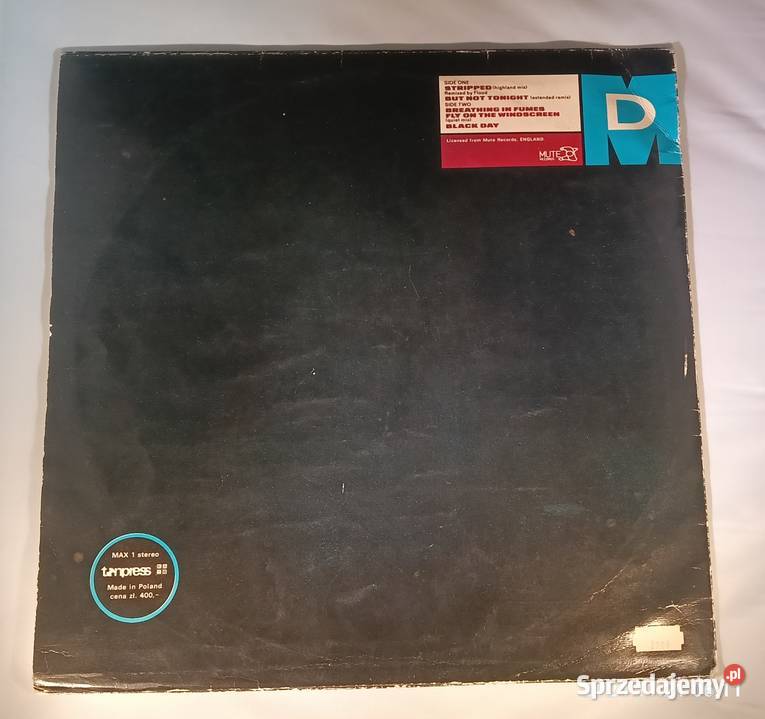 SIDE ONE
STRIPPED (highland mix)
Remixed by Flood
BUT NOT TONIGHT (extended remix)
SIDE TWO
BREATHING IN FUMES
FLY ON THE WINDSCREEN
(quiet mix)
BLACK DAY
Licensed from Mute Records, ENGLAND
MUTE
RECORDS
DM
MAX 1 stereo
tonpress
Made in Poland
cena zł. 400,-
Sprzedajemy.pl